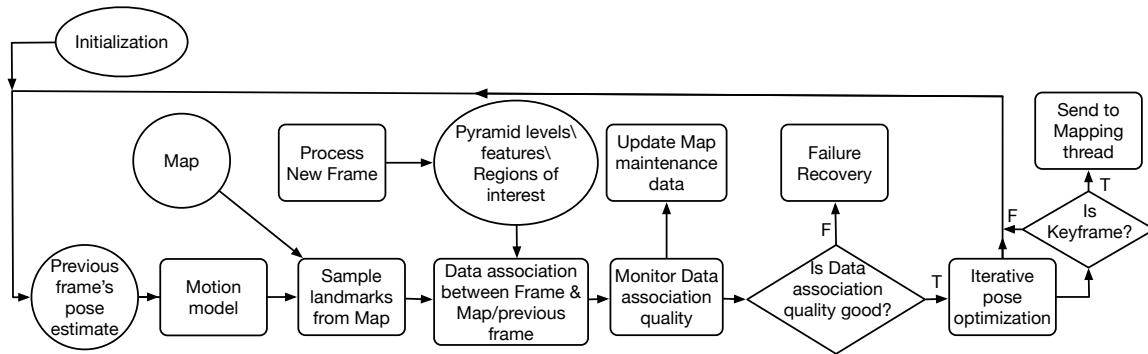 Initialization
Map
Process
New Frame
Pyramid levels\
features\
Regions of
interest
Update Map
maintenance
data
Failure
Recovery
Send to
Mapping
thread
T
F
Is
Keyframe?
Previous
frame's
pose
estimate
Motion
model
Sample
landmarks
from Map
Data association
between Frame &
Map/previous
frame
Monitor Data
association
quality
F
Is Data
association
quality good?
T
Iterative
pose
optimization